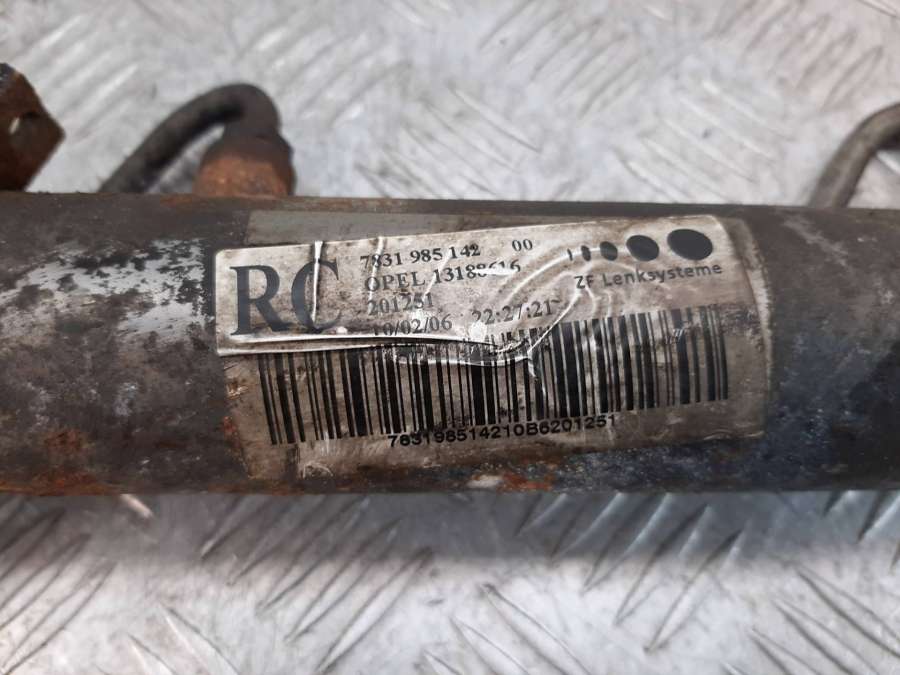 RC
7831 985 142 00
OPEL 13188616
ZF Lenksysteme
201251
10/02/06 22:27:21
783198514210B6201251